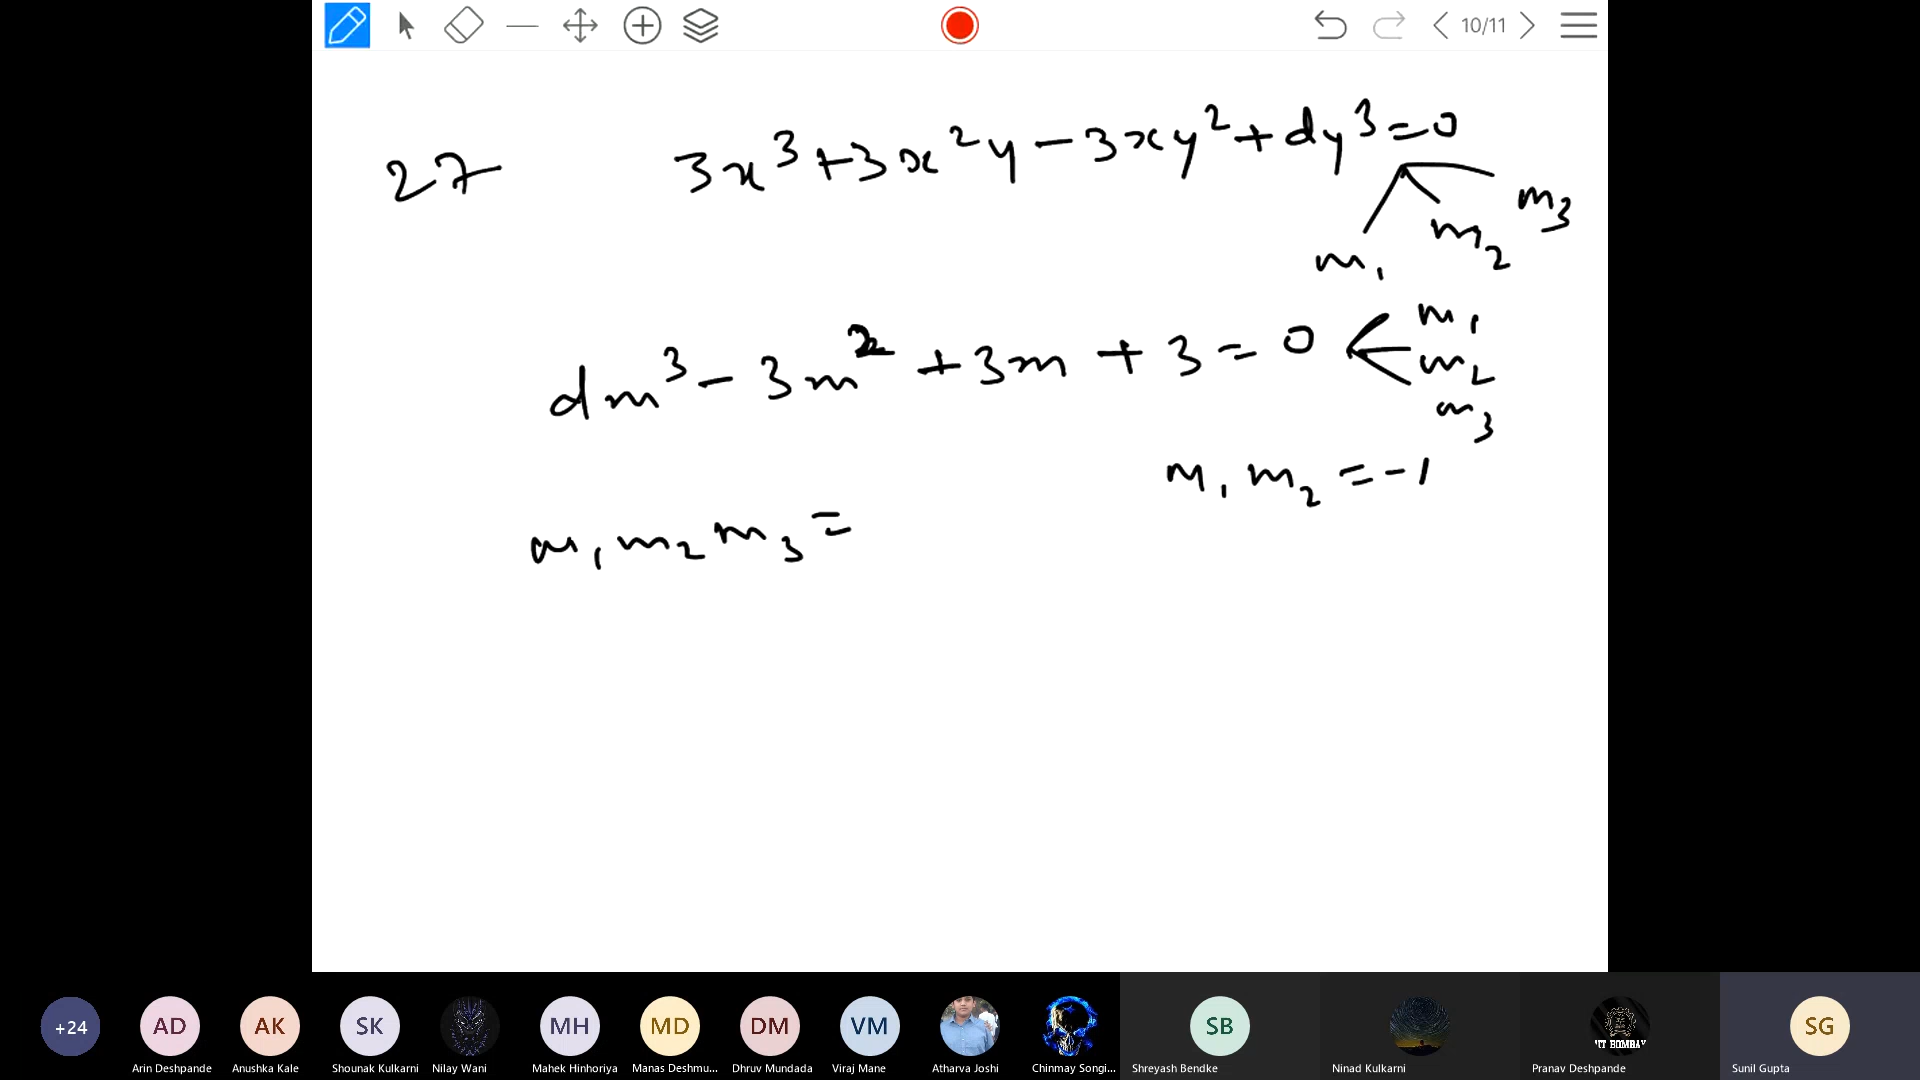 10/11
27 3x³+3x²y-3xy²+dy³=0
m₁ m₂ m₃
dm³-3m²+3m+3=0
m₁
m₂
m₃
m₁m₂=-1
m₁m₂m₃=
+24 AD AK SK MH MD DM VM SB "IT BOMBAY SG
Arin Deshpande Anushka Kale Shounak Kulkarni Nilay Wani Mahek Hinhoriya Manas Deshmu... Dhruv Mundada Viraj Mane Atharva Joshi Chinmay Songi... Shreyash Bendke Ninad Kulkarni Pranav Deshpande Sunil Gupta